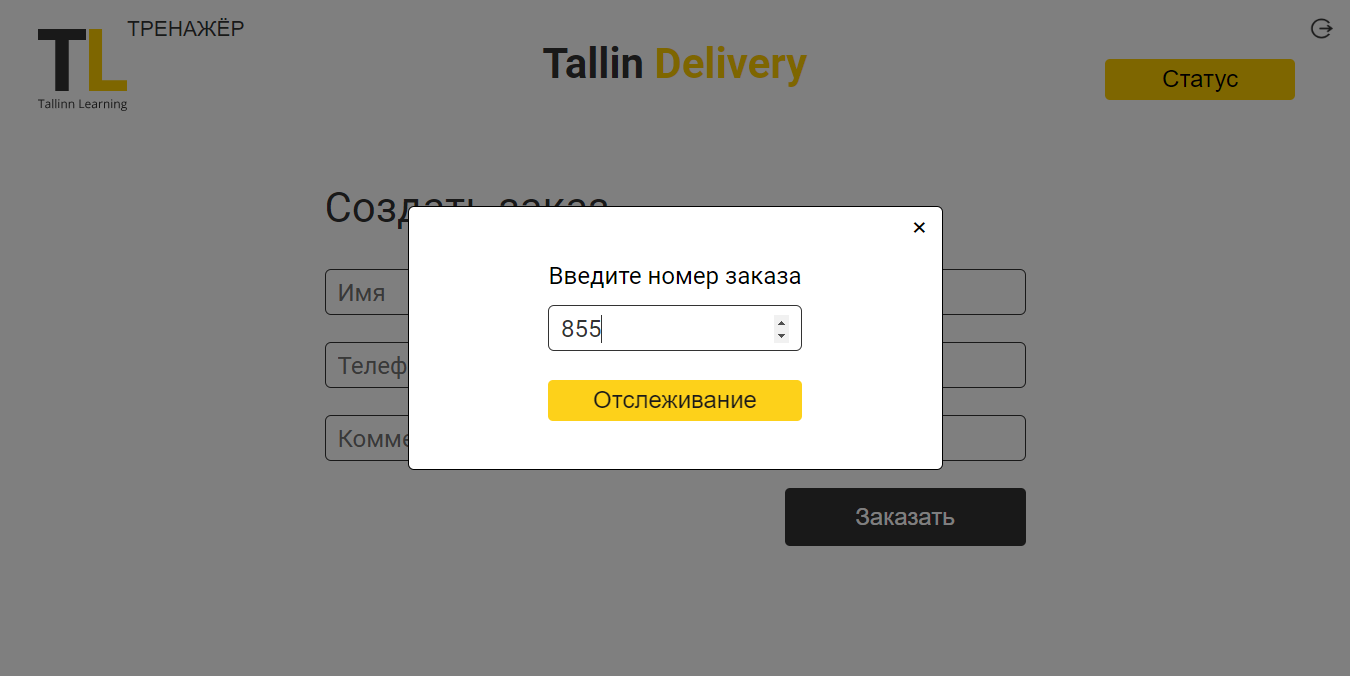 ТРЕНАЖЁР
TL
Tallinn Learning
Tallin Delivery
Статус
Создать заказ
×
Введите номер заказа
855
Отслеживание
Имя
Телеф
Комме
Заказать